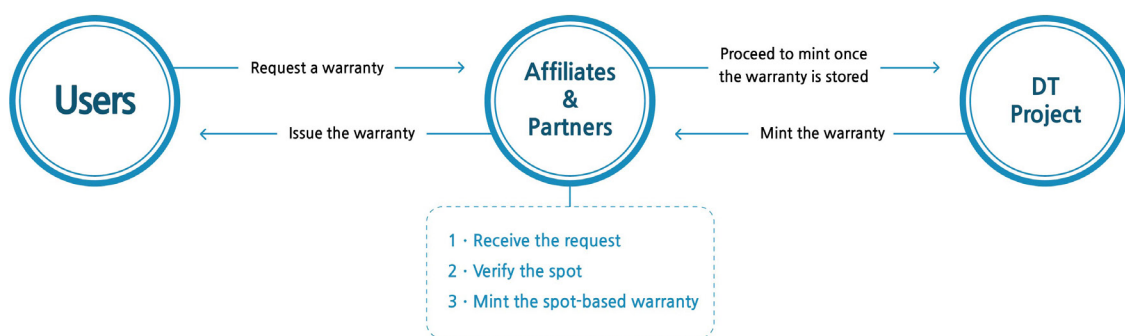 Users
Request a warranty
Issue the warranty
Affiliates
&
Partners
Proceed to mint once
the warranty is stored
Mint the warranty
DT
Project
1 · Receive the request
2 · Verify the spot
3 · Mint the spot-based warranty